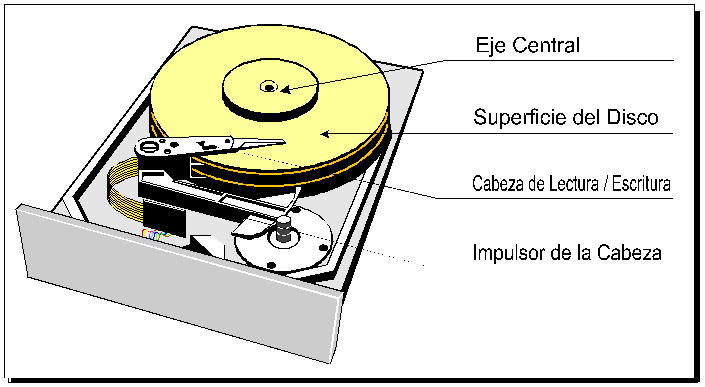 Eje Central
Superficie del Disco
Cabeza de Lectura / Escritura
Impulsor de la Cabeza